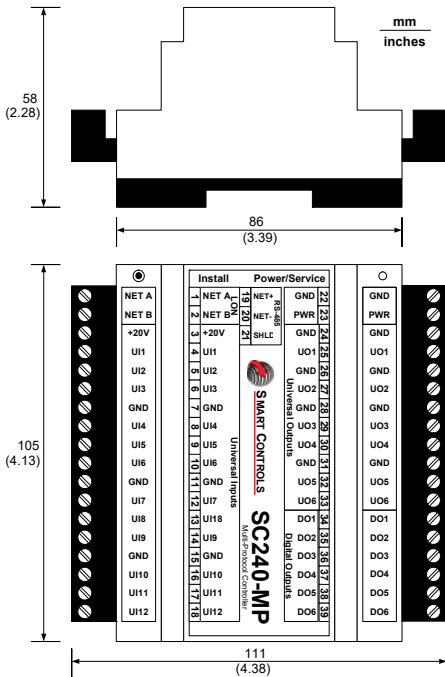 mm
inches
58
(2.28)
86
(3.39)
105
(4.13)
NET A
NET B
+20V
UI1
UI2
UI3
GND
UI4
UI5
UI6
GND
UI7
UI8
UI9
GND
UI10
UI11
UI12
Install Power/Service
1 NET A
2 NET B
3 +20V
4 UI1
5 UI2
6 UI3
7 GND
8 UI4
9 UI5
10 UI6
11 GND
12 UI7
13 UI18
14 UI9
15 GND
16 UI10
17 UI11
18 UI12
LON
Universal Inputs
19 NET+
20 NET-
21 SHLD
RS-485
SMART CONTROLS
SC240-MP
Multi-Protocol Controller
Universal Outputs
Digital Outputs
GND 22
PWR 23
GND 24
UO1 25
GND 26
UO2 27
GND 28
UO3 29
UO4 30
GND 31
UO5 32
UO6 33
DO1 34
DO2 35
DO3 36
DO4 37
DO5 38
DO6 39
GND
PWR
GND
UO1
GND
UO2
GND
UO3
UO4
GND
UO5
UO6
DO1
DO2
DO3
DO4
DO5
DO6
111
(4.38)